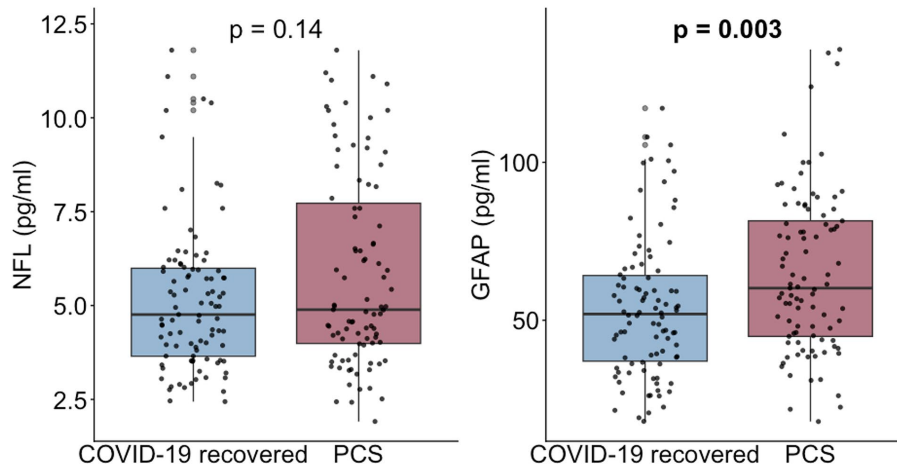 NFL (pg/ml)
12.5
10.0
7.5
5.0
2.5
p = 0.14
COVID-19 recovered
PCS
GFAP (pg/ml)
100
50
p = 0.003
COVID-19 recovered
PCS